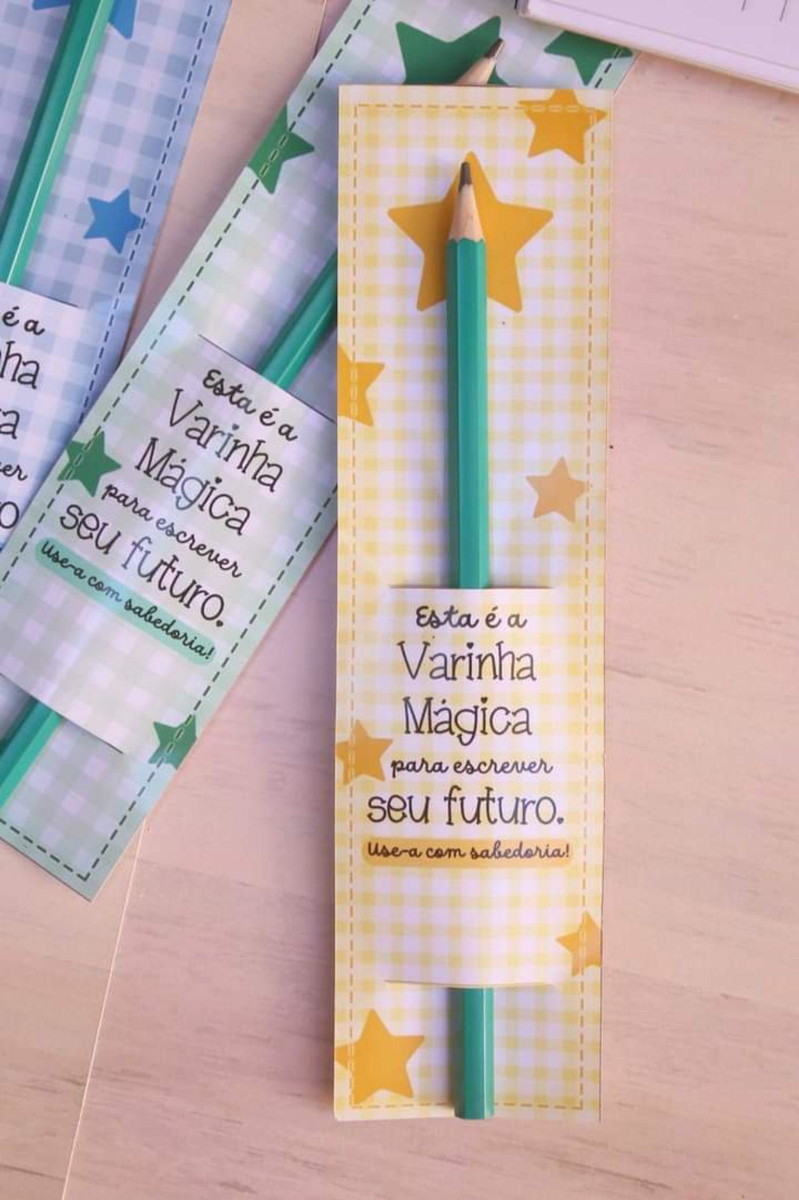 é a
Esta é a
Varinha
Mágica
para escrever
seu futuro.
Use-a com sabedoria!
Esta é a
Varinha
Mágica
para escrever
seu futuro.
Use-a com sabedoria!